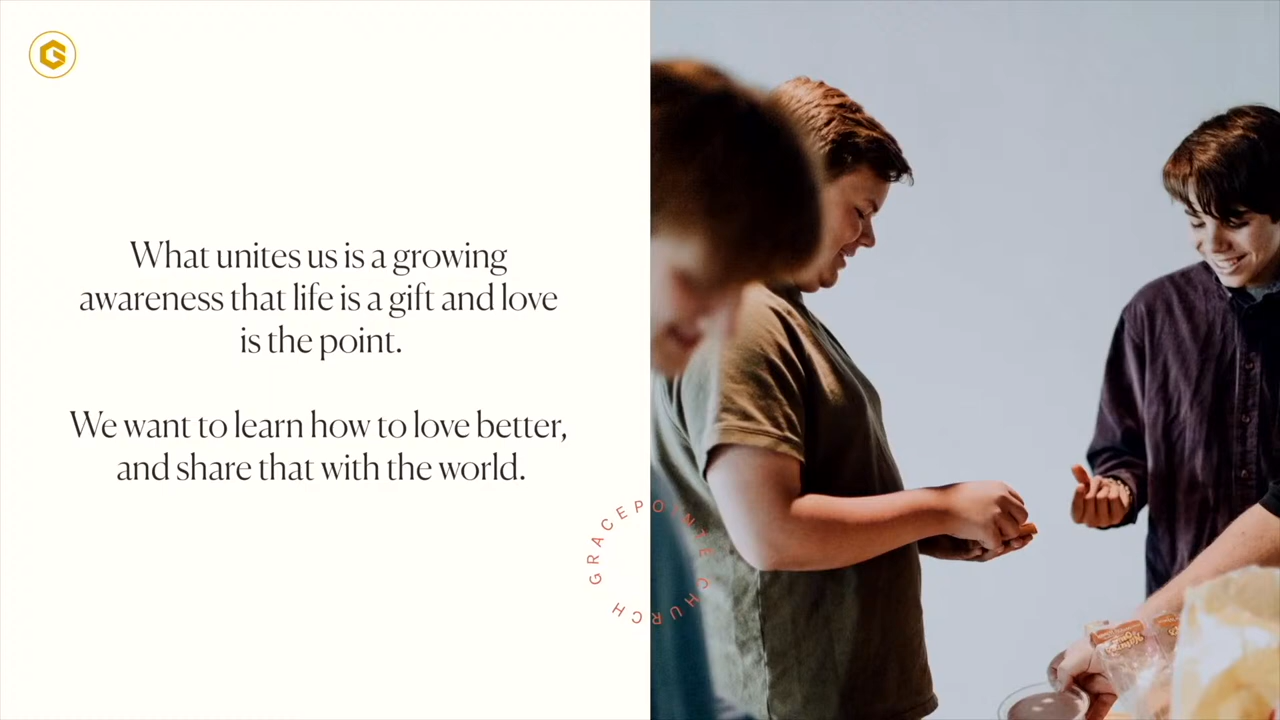 G
What unites us is a growing
awareness that life is a gift and love
is the point.
We want to learn how to love better,
and share that with the world.
GRACEPOINTE CHURCH